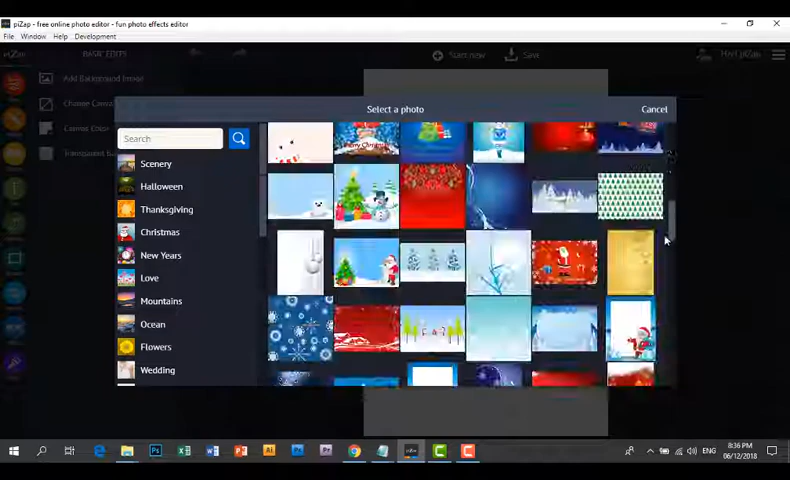 piZap - free online photo editor - fun photo effects editor
File Window Help Development
piZap
BASIC EDITS
Start new
Save
Add Background Image
Select a photo
Cancel
Search
Scenery
Halloween
Thanksgiving
Christmas
New Years
Love
Mountains
Ocean
Flowers
Wedding
ENG
8:36 PM
06/12/2018